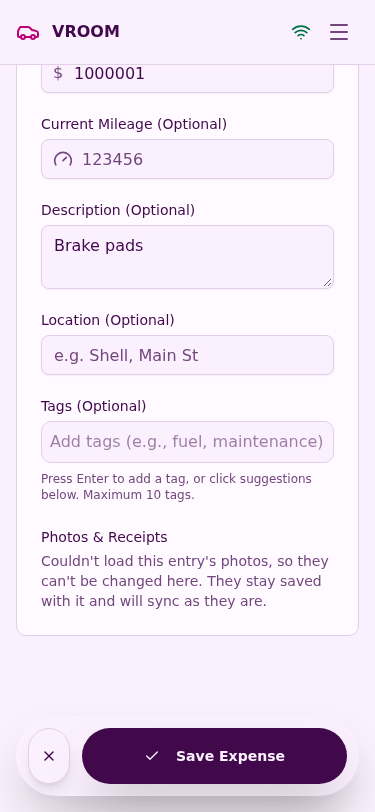 VROOM
$ 1000001
Current Mileage (Optional)
123456
Description (Optional)
Brake pads
Location (Optional)
e.g. Shell, Main St
Tags (Optional)
Add tags (e.g., fuel, maintenance)
Press Enter to add a tag, or click suggestions
below. Maximum 10 tags.
Photos & Receipts
Couldn't load this entry's photos, so they
can't be changed here. They stay saved
with it and will sync as they are.
Save Expense